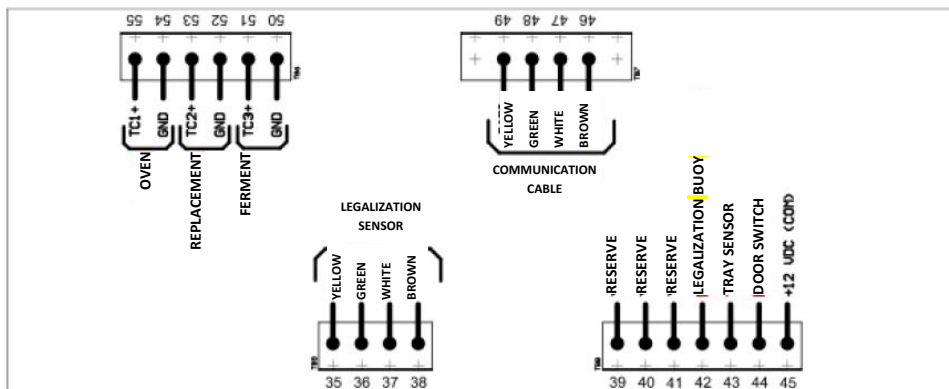 55 54 53 52 51 50
TB6
TC1+ GND TC2+ GND TC3+ GND
OVEN
REPLACEMENT
FERMENT
49 48 47 46
TB7
YELLOW
GREEN
WHITE
BROWN
COMMUNICATION
CABLE
LEGALIZATION
SENSOR
YELLOW
GREEN
WHITE
BROWN
35 36 37 38
RESERVE
RESERVE
RESERVE
LEGALIZATION BUOY
TRAY SENSOR
DOOR SWITCH
+12 VDC (COM)
39 40 41 42 43 44 45